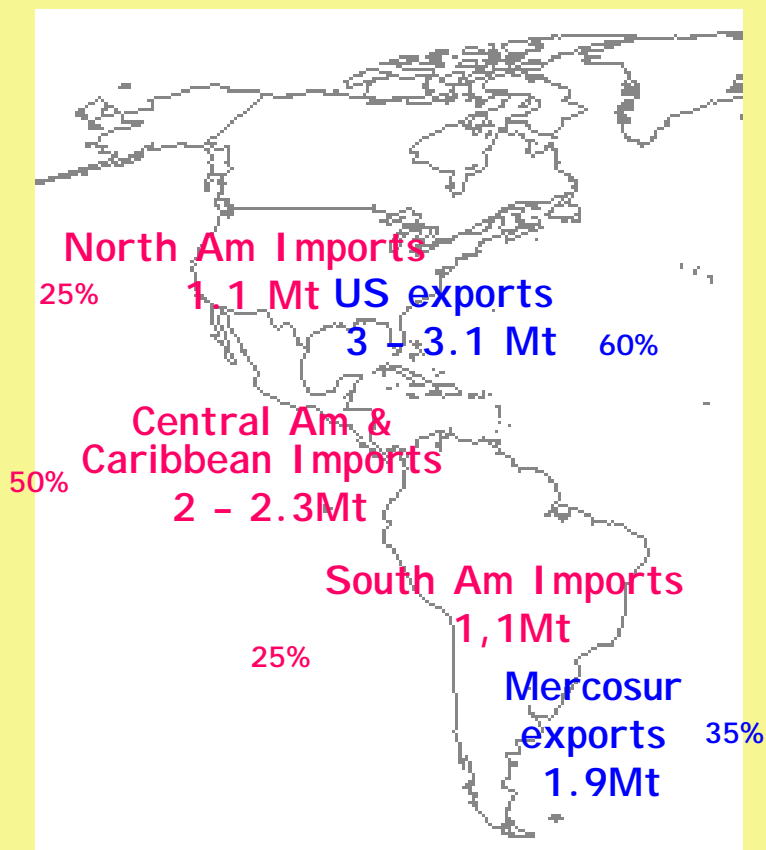 North Am Imports
25%
1.1 Mt
US exports
3 – 3.1 Mt
60%
Central Am &
Caribbean Imports
50%
2 – 2.3Mt
South Am Imports
1,1Mt
25%
Mercosur
exports
35%
1.9Mt